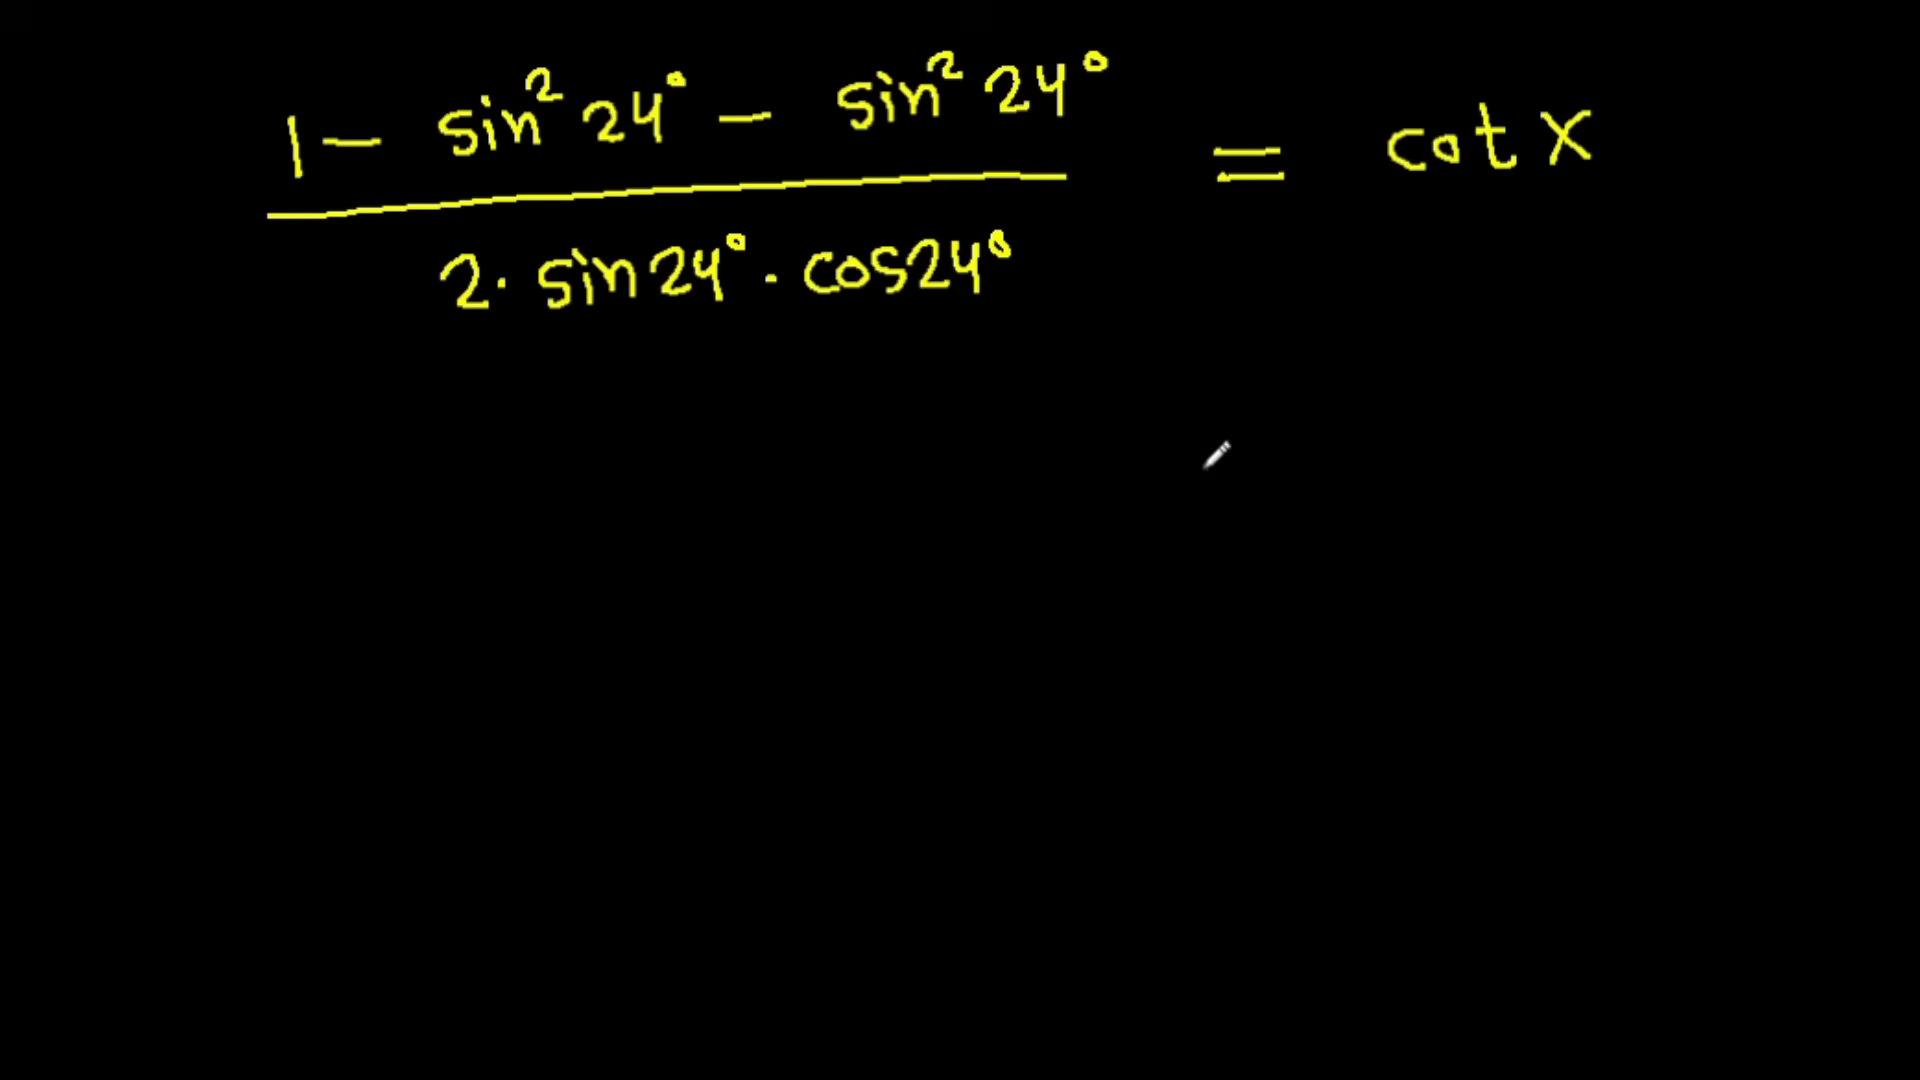 1 - sin² 24° - sin² 24° = cot x
2 · sin 24° · cos 24°